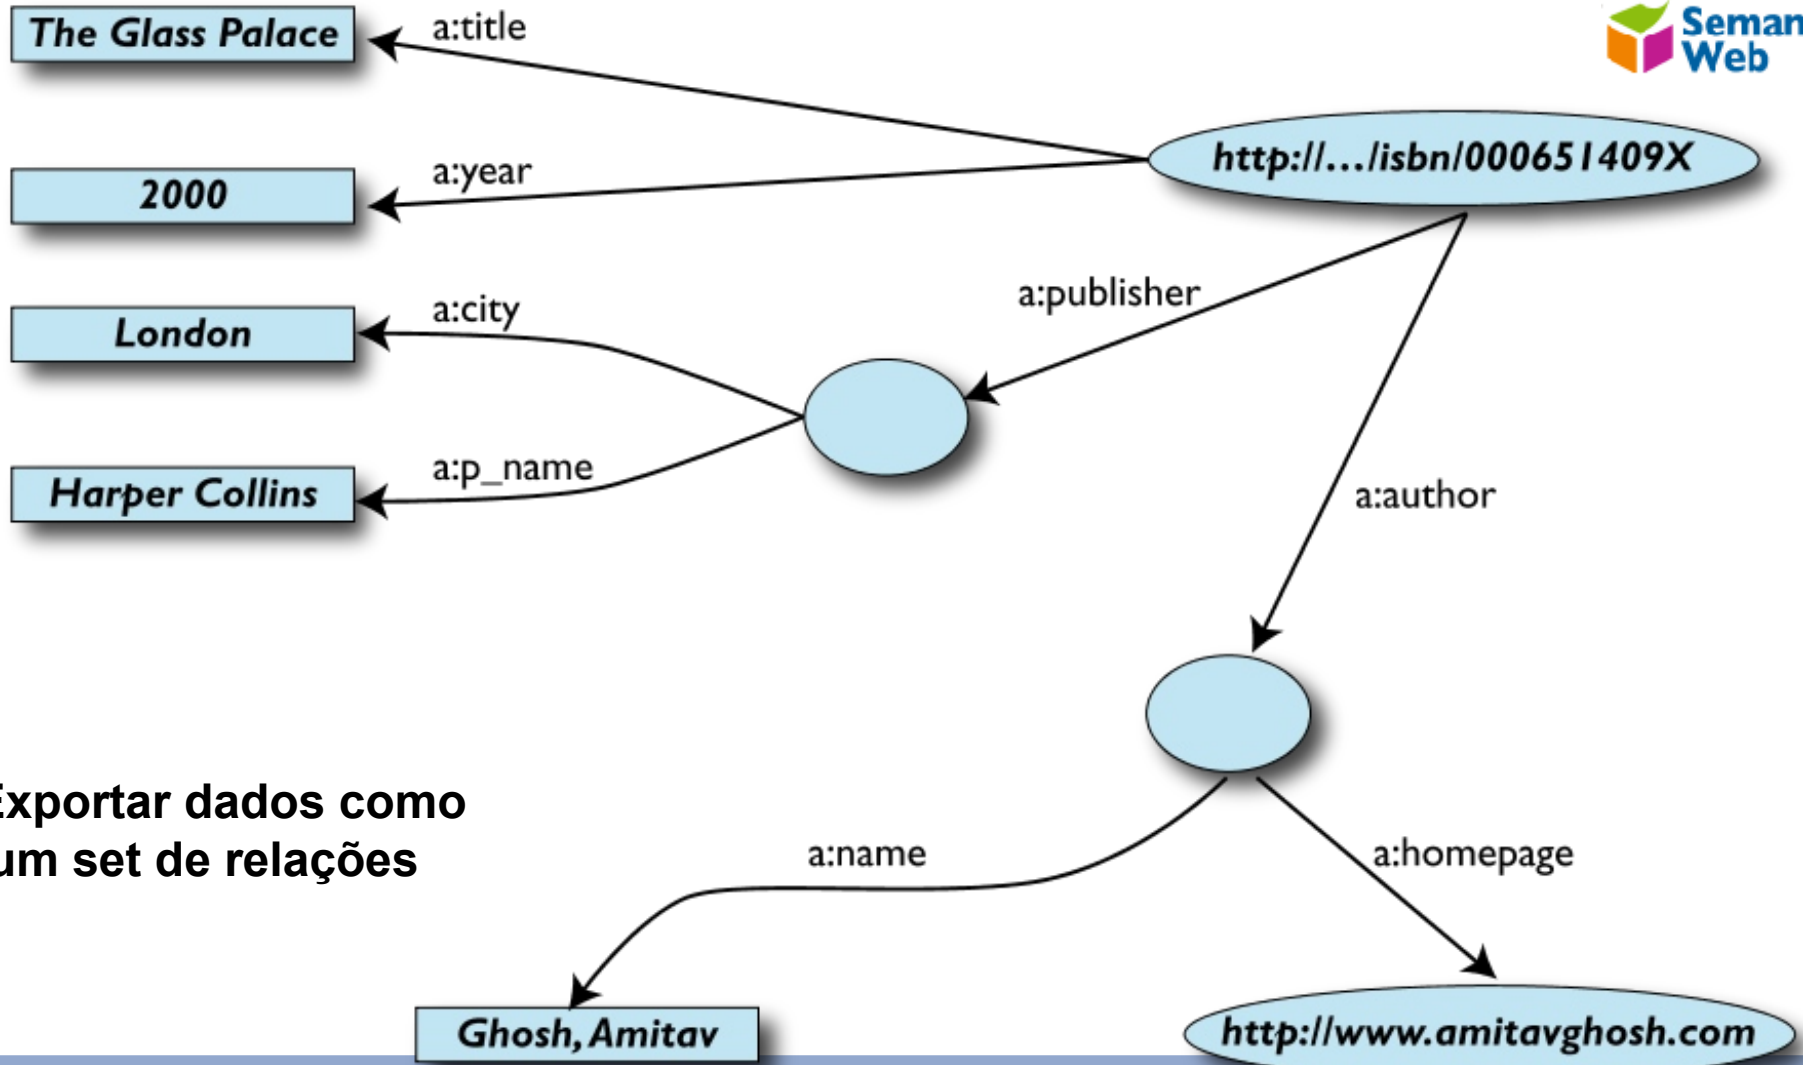 The Glass Palace
a:title
Seman
Web
http://.../isbn/000651409X
2000
a:year
London
a:city
a:publisher
Harper Collins
a:p_name
a:author
Exportar dados como
um set de relações
a:name
a:homepage
Ghosh, Amitav
http://www.amitavghosh.com